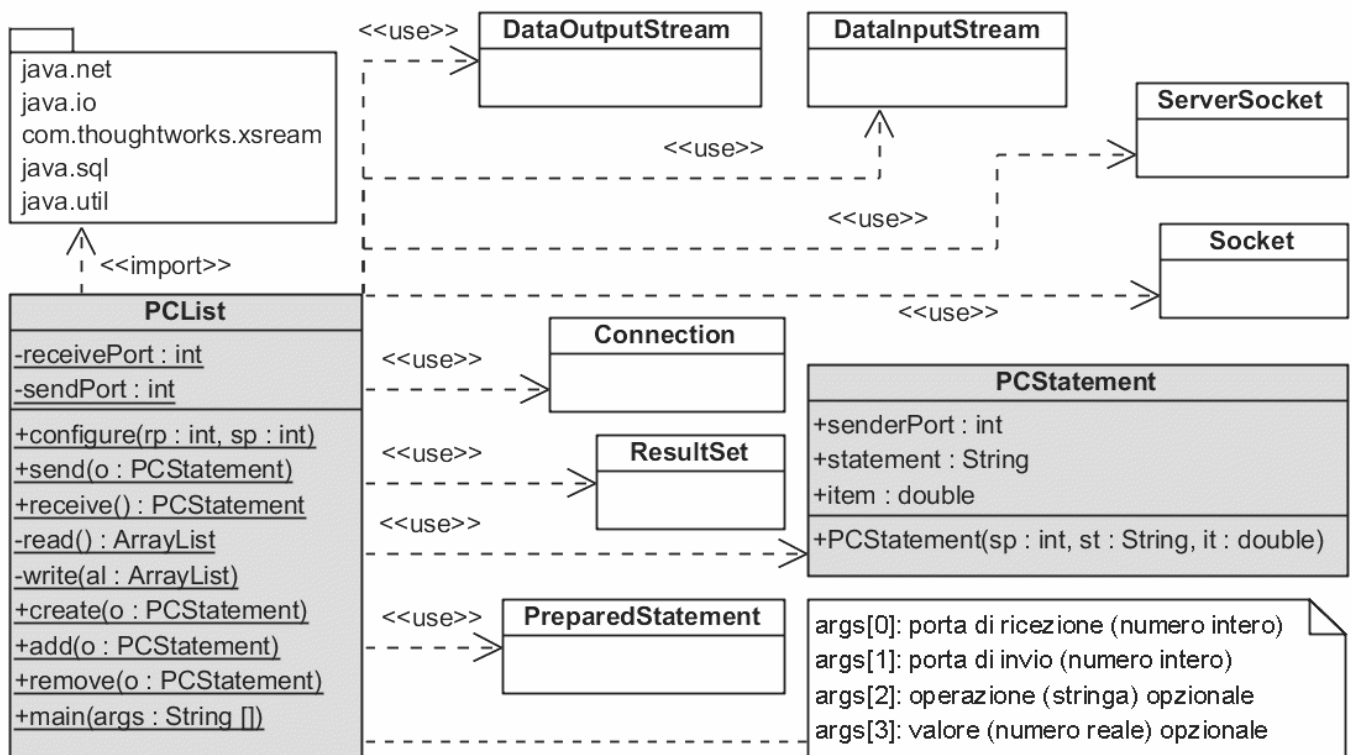 java.net
java.io
com.thoughtworks.xsream
java.sql
java.util
<<import>>
<<use>>
DataOutputStream
DataInputStream
<<use>>
ServerSocket
<<use>>
Socket
<<use>>
PCList
-receivePort : int
-sendPort : int
+configure(rp : int, sp : int)
+send(o : PCStatement)
+receive() : PCStatement
-read() : ArrayList
-write(al : ArrayList)
+create(o : PCStatement)
+add(o : PCStatement)
+remove(o : PCStatement)
+main(args : String [])
<<use>>
Connection
<<use>>
ResultSet
<<use>>
PCStatement
+senderPort : int
+statement : String
+item : double
+PCStatement(sp : int, st : String, it : double)
<<use>>
PreparedStatement
args[0]: porta di ricezione (numero intero)
args[1]: porta di invio (numero intero)
args[2]: operazione (stringa) opzionale
args[3]: valore (numero reale) opzionale